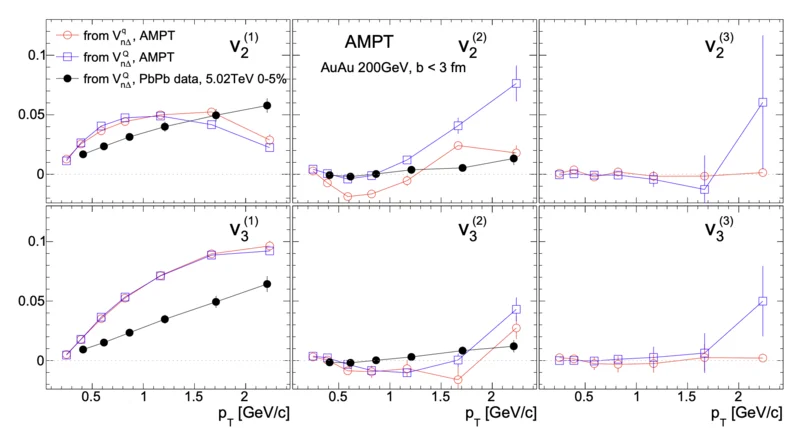 from V_{nΔ}^{q}, AMPT
from V_{nΔ}^{Q}, AMPT
from V_{nΔ}^{Q}, PbPb data, 5.02TeV 0-5%
v_2^{(1)}
AMPT
v_2^{(2)}
AuAu 200GeV, b < 3 fm
v_2^{(3)}
0.1
0.05
0
v_3^{(1)}
v_3^{(2)}
v_3^{(3)}
0.1
0.05
0
0.5 1 1.5 2
0.5 1 1.5 2
0.5 1 1.5 2
p_T [GeV/c]
p_T [GeV/c]
p_T [GeV/c]